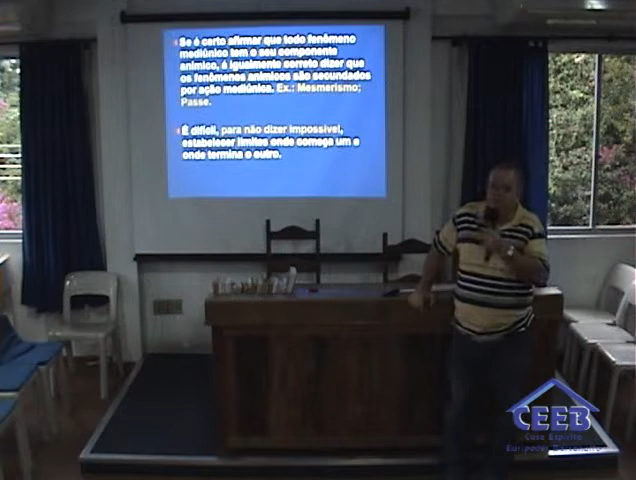 Se é certo afirmar que todo fenômeno
mediúnico tem o seu componente
anímico, é igualmente correto dizer que
os fenômenos anímicos são secundados
por ação mediúnica. Ex.: Mesmerismo;
Passe.
É difícil, para não dizer impossível,
estabelecer limites onde começa um e
onde termina o outro.
CEEB
Casa Espírita
Eurípedes